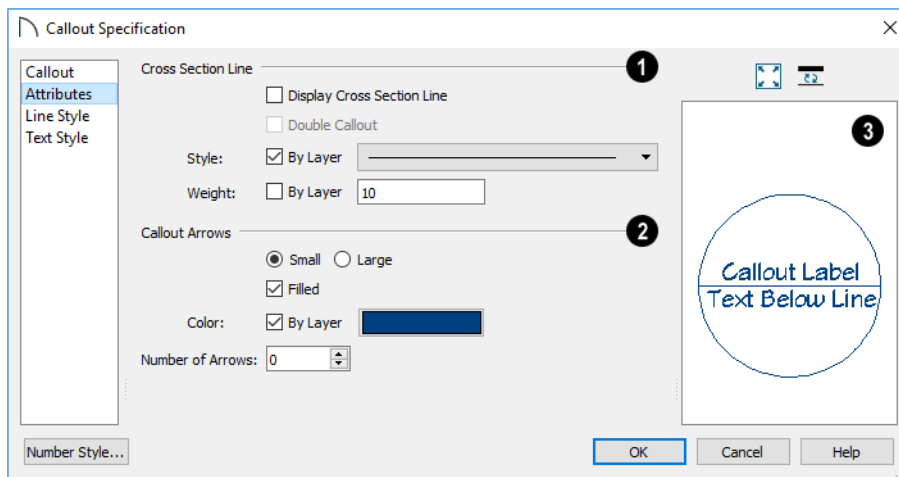 Callout Specification
Callout
Attributes
Line Style
Text Style
Cross Section Line
1
Display Cross Section Line
Double Callout
Style:
By Layer
Weight:
By Layer
10
Callout Arrows
2
Small
Large
Filled
Color:
By Layer
Number of Arrows:
0
3
Callout Label
Text Below Line
Number Style...
OK
Cancel
Help